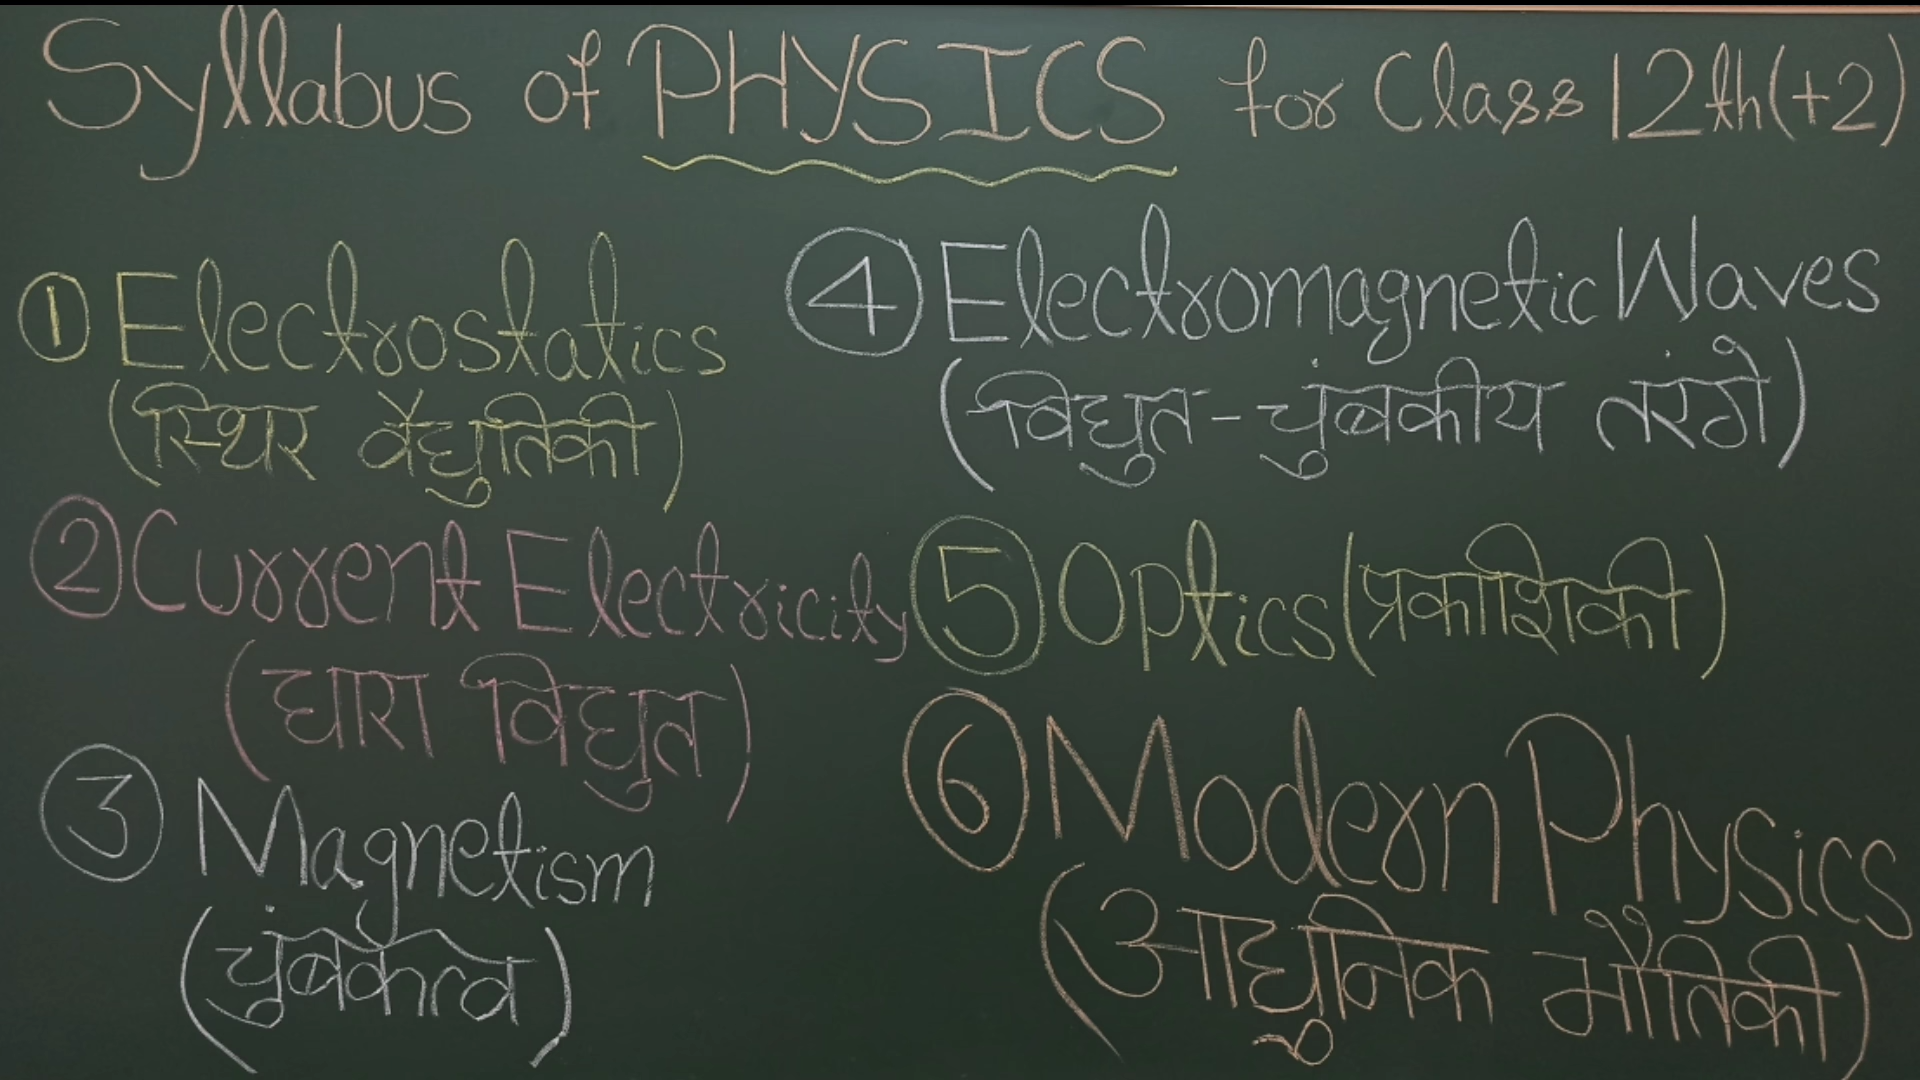 Syllabus of PHYSICS for Class 12th(+2)
① Electrostatics
(स्थिर वैद्युतिकी)
② Current Electricity
(धारा विद्युत)
③ Magnetism
(चुंबकत्व)
④ Electromagnetic Waves
(विद्युत-चुंबकीय तरंगे)
⑤ Optics (प्रकाशिकी)
⑥ Modern Physics
(आधुनिक भौतिकी)